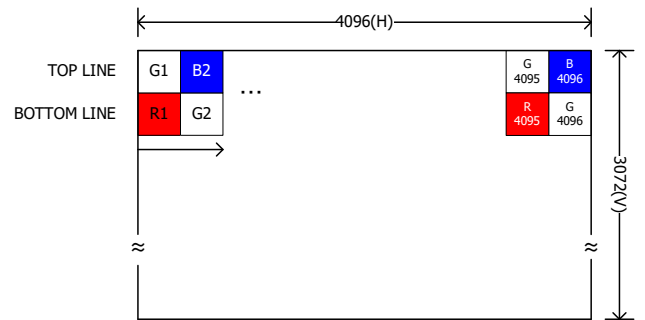 4096(H)
TOP LINE
G1
B2
...
G
4095
B
4096
BOTTOM LINE
R1
G2
R
4095
G
4096
3072(V)